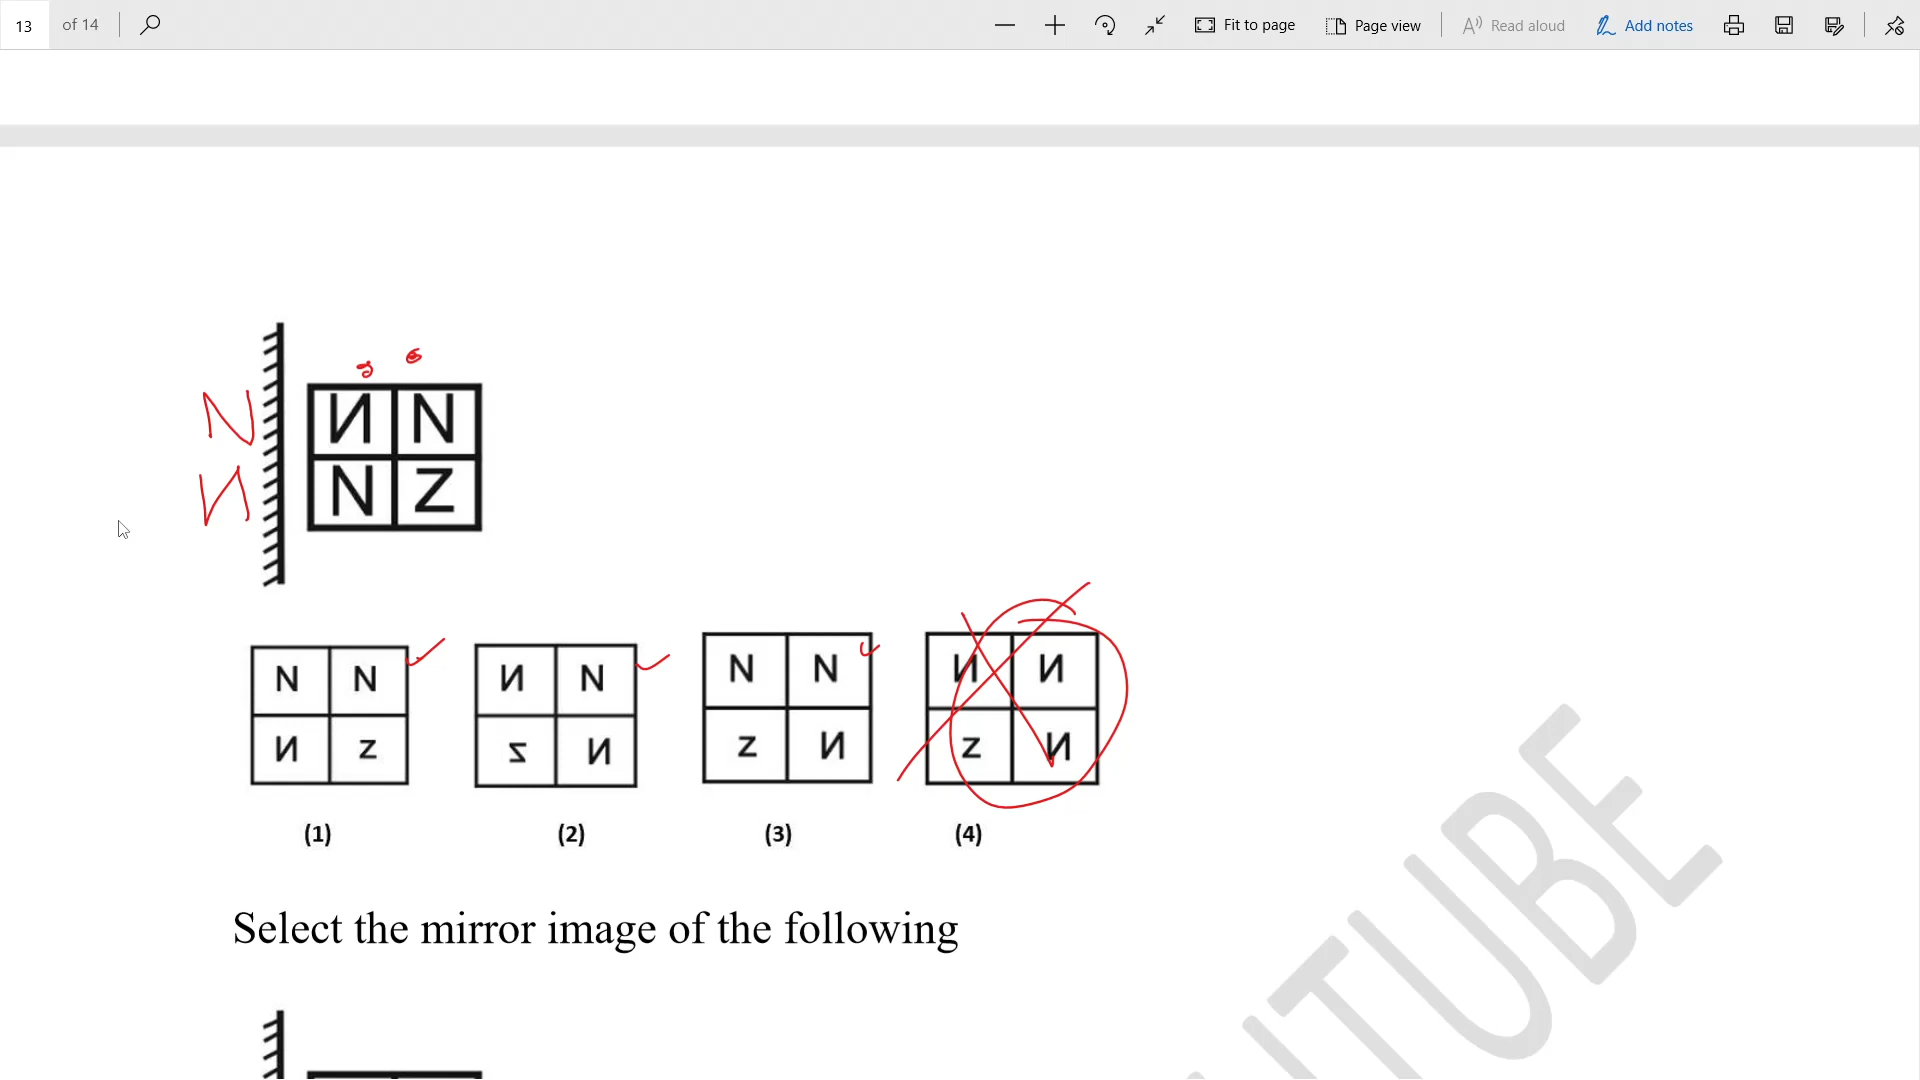 13 of 14 Fit to page Page view Read aloud Add notes
N И N
И N Z
N N И N N N И И
И z Ƨ И z И z И
(1) (2) (3) (4)
Select the mirror image of the following
UTUBE